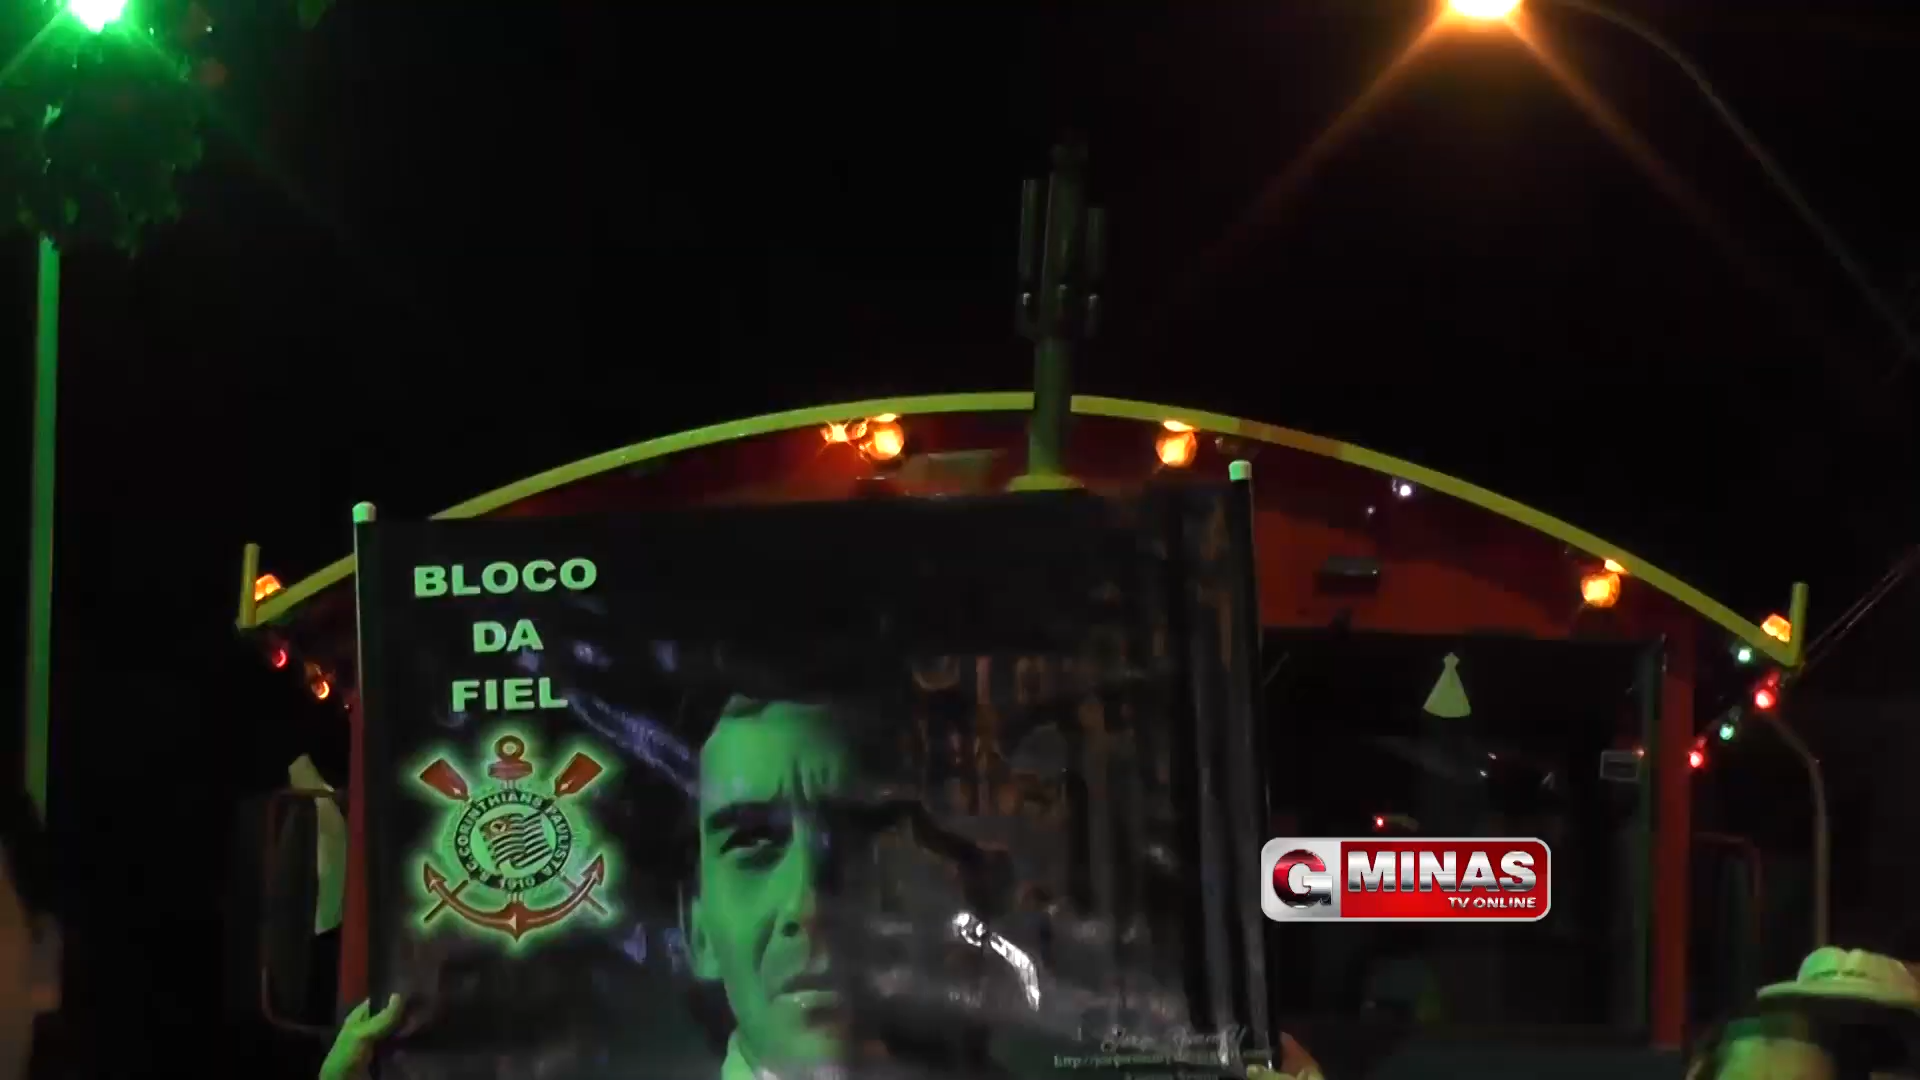 BLOCO
DA
FIEL
S.C. CORINTHIANS PAULISTA 1910
G MINAS
TV ONLINE